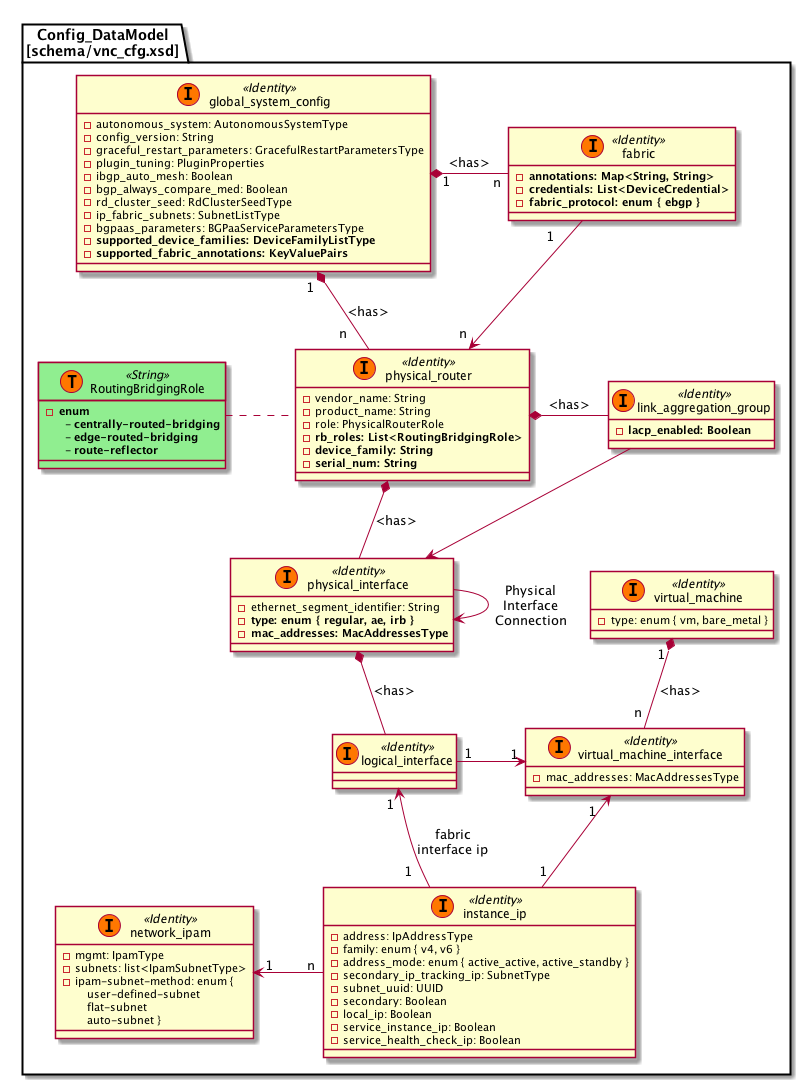 Config_DataModel
[schema/vnc_cfg.xsd]
I
«Identity»
global_system_config
autonomous_system: AutonomousSystemType
config_version: String
graceful_restart_parameters: GracefulRestartParametersType
plugin_tuning: PluginProperties
ibgp_auto_mesh: Boolean
bgp_always_compare_med: Boolean
rd_cluster_seed: RdClusterSeedType
ip_fabric_subnets: SubnetListType
bgpaas_parameters: BGPaaServiceParametersType
supported_device_families: DeviceFamilyListType
supported_fabric_annotations: KeyValuePairs
<has>
1
n
I
«Identity»
fabric
annotations: Map<String, String>
credentials: List<DeviceCredential>
fabric_protocol: enum { ebgp }
1
n
1
<has>
n
T
«String»
RoutingBridgingRole
enum
- centrally-routed-bridging
- edge-routed-bridging
- route-reflector
I
«Identity»
physical_router
vendor_name: String
product_name: String
role: PhysicalRouterRole
rb_roles: List<RoutingBridgingRole>
device_family: String
serial_num: String
<has>
I
«Identity»
link_aggregation_group
lacp_enabled: Boolean
<has>
I
«Identity»
physical_interface
ethernet_segment_identifier: String
type: enum { regular, ae, irb }
mac_addresses: MacAddressesType
Physical
Interface
Connection
I
«Identity»
virtual_machine
type: enum { vm, bare_metal }
1
<has>
n
<has>
I
«Identity»
logical_interface
1
1
I
«Identity»
virtual_machine_interface
mac_addresses: MacAddressesType
1
fabric
interface ip
1
1
1
I
«Identity»
network_ipam
mgmt: IpamType
subnets: list<IpamSubnetType>
ipam-subnet-method: enum {
user-defined-subnet
flat-subnet
auto-subnet }
1
n
I
«Identity»
instance_ip
address: IpAddressType
family: enum { v4, v6 }
address_mode: enum { active_active, active_standby }
secondary_ip_tracking_ip: SubnetType
subnet_uuid: UUID
secondary: Boolean
local_ip: Boolean
service_instance_ip: Boolean
service_health_check_ip: Boolean